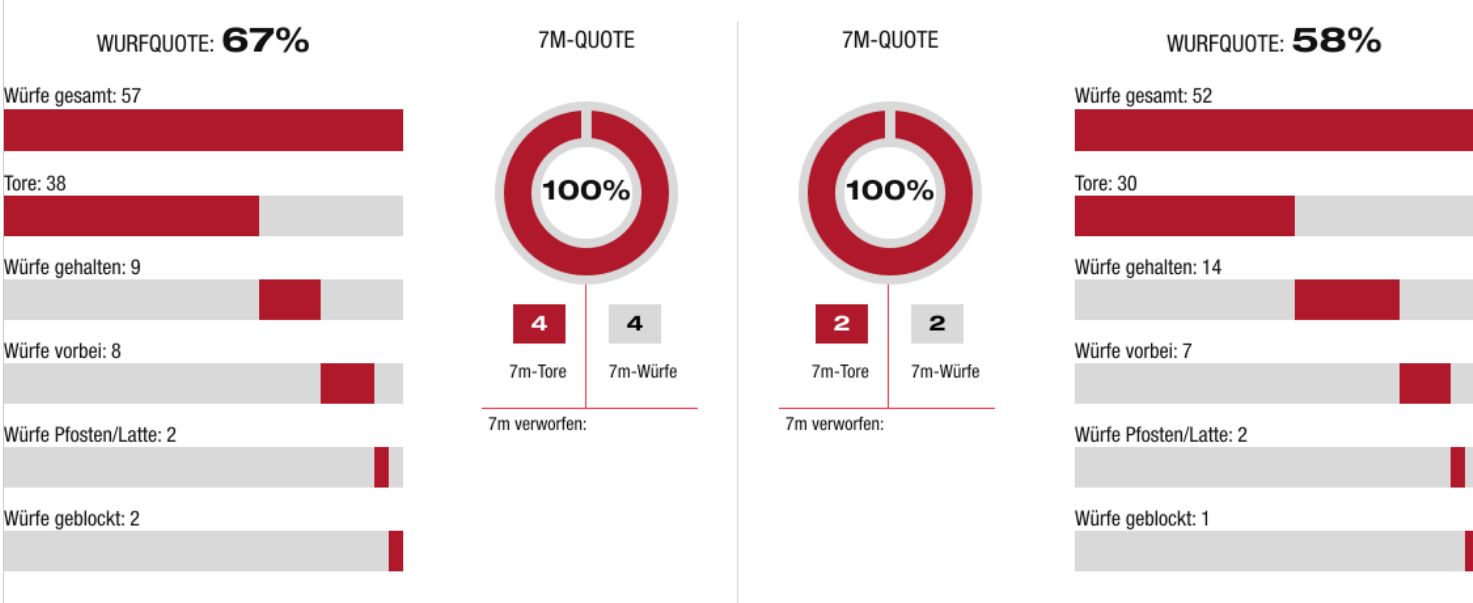 WURFQUOTE: 67%
Würfe gesamt: 57
Tore: 38
Würfe gehalten: 9
Würfe vorbei: 8
Würfe Pfosten/Latte: 2
Würfe geblockt: 2
7M-QUOTE
100%
4 4
7m-Tore 7m-Würfe
7m verworfen:
7M-QUOTE
100%
2 2
7m-Tore 7m-Würfe
7m verworfen:
WURFQUOTE: 58%
Würfe gesamt: 52
Tore: 30
Würfe gehalten: 14
Würfe vorbei: 7
Würfe Pfosten/Latte: 2
Würfe geblockt: 1